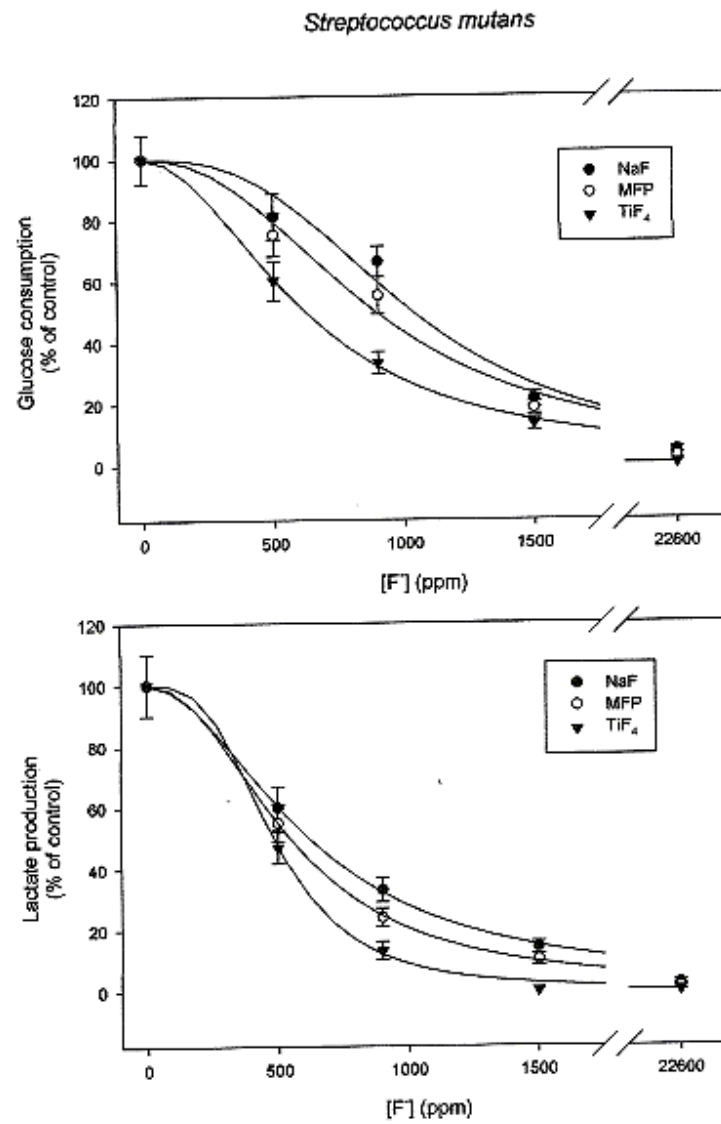 Streptococcus mutans
120
100
80
60
40
20
0
Glucose consumption
(% of control)
NaF
MFP
TiF₄
0 500 1000 1500 22600
[F⁻] (ppm)
120
100
80
60
40
20
0
Lactate production
(% of control)
NaF
MFP
TiF₄
0 500 1000 1500 22600
[F⁻] (ppm)